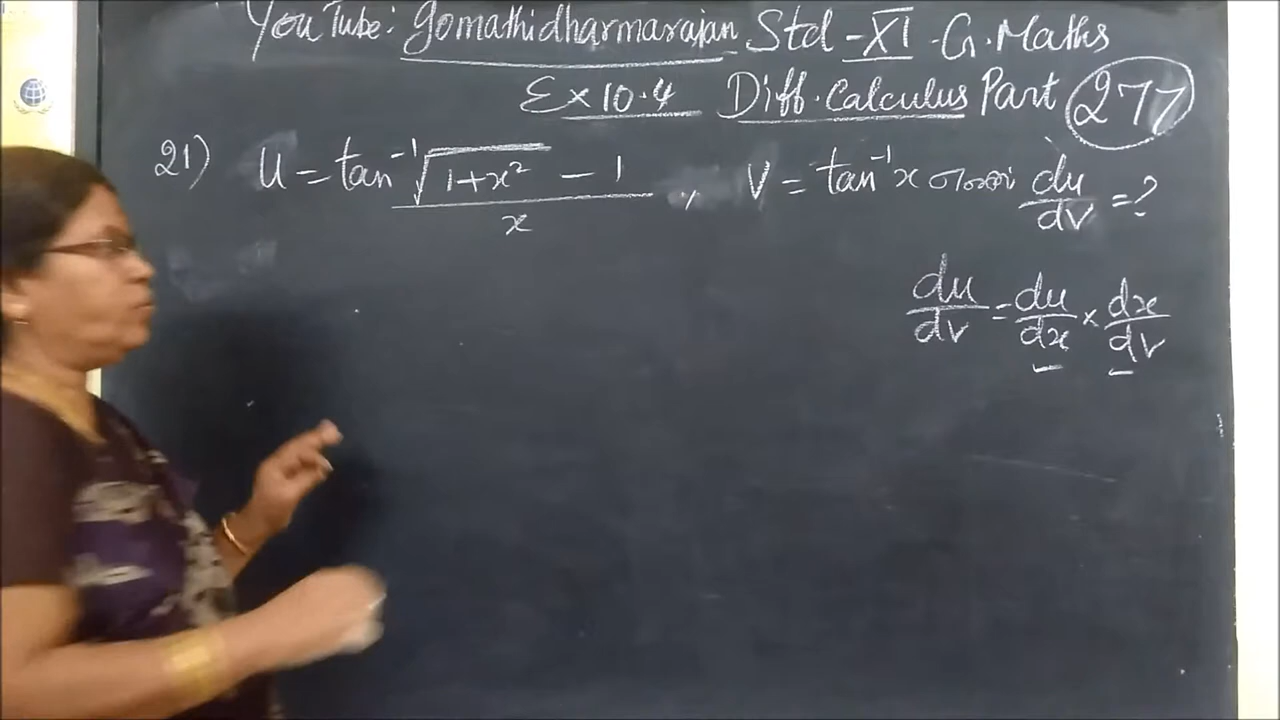 YouTube: gomathidharmarajan Std - XI - G. Maths
Ex 10.4 Diff. Calculus Part 277
21) u = tan⁻¹ (√(1+x²) - 1)/x , v = tan⁻¹x எனில் du/dv = ?
du/dv = du/dx × dx/dv